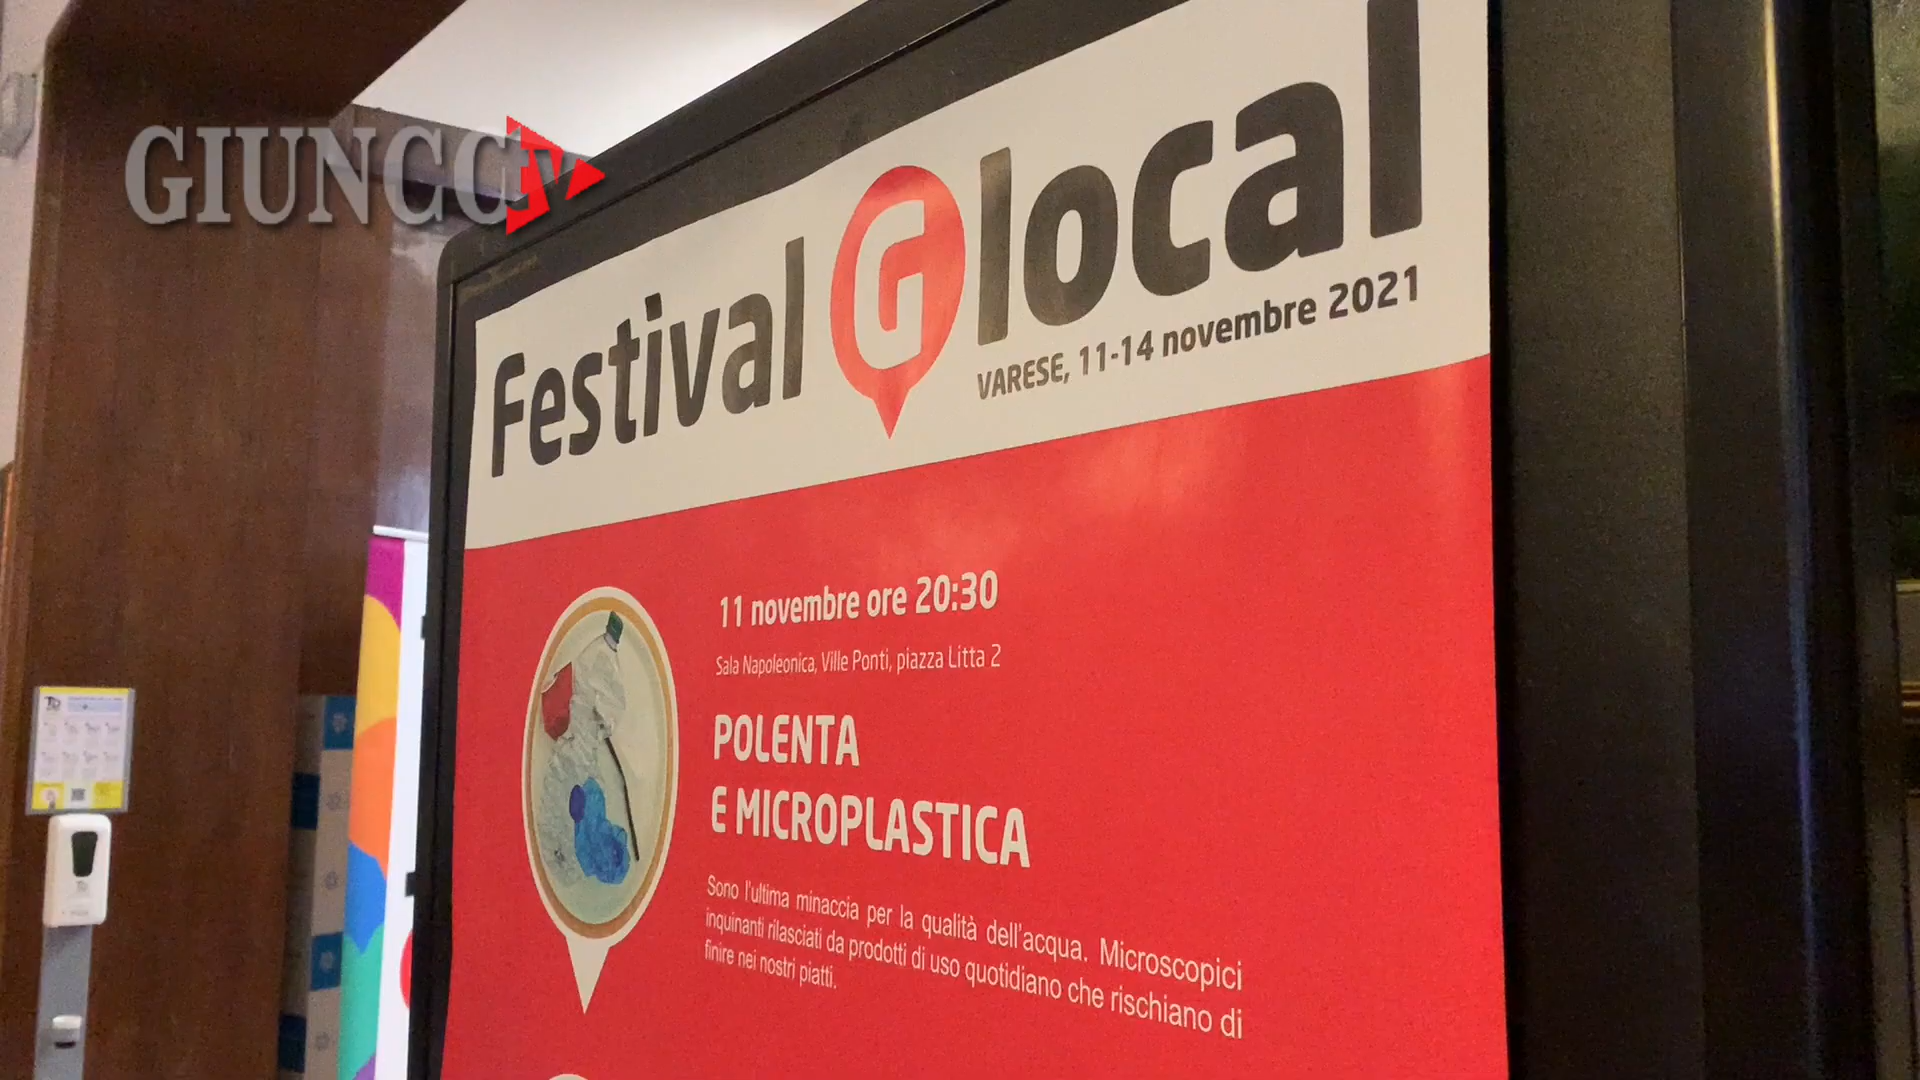 GIUNCO
TV
Festival Glocal
VARESE, 11-14 novembre 2021
11 novembre ore 20:30
Sala Napoleonica, Ville Ponti, piazza Litta 2
POLENTA
E MICROPLASTICA
Sono l'ultima minaccia per la qualità dell'acqua. Microscopici
inquinanti rilasciati da prodotti di uso quotidiano che rischiano di
finire nei nostri piatti.